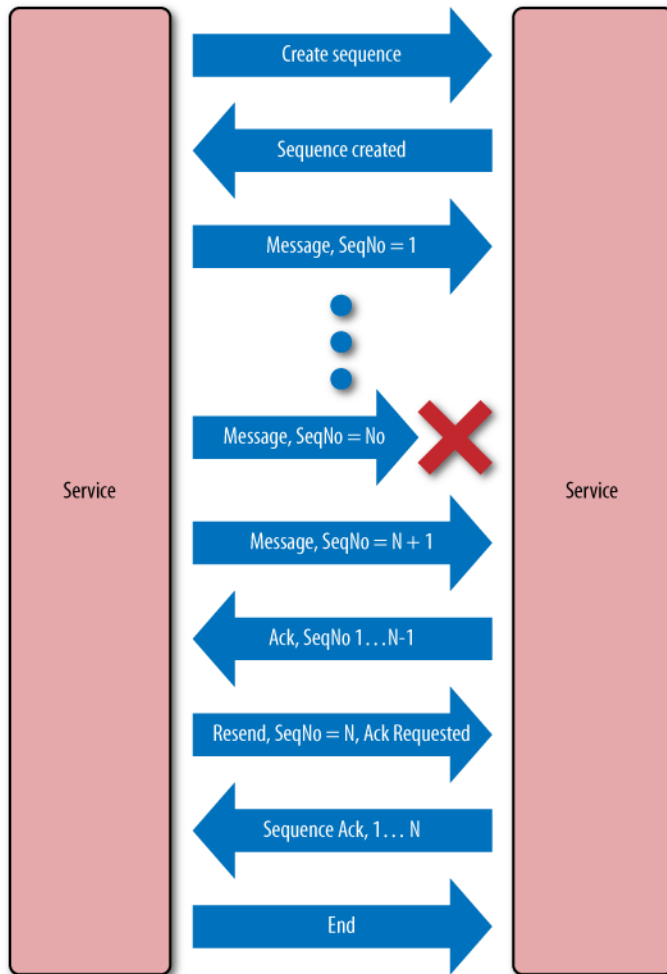 Create sequence
Sequence created
Message, SeqNo = 1
Message, SeqNo = No
Service
Service
Message, SeqNo = N + 1
Ack, SeqNo 1…N-1
Resend, SeqNo = N, Ack Requested
Sequence Ack, 1… N
End